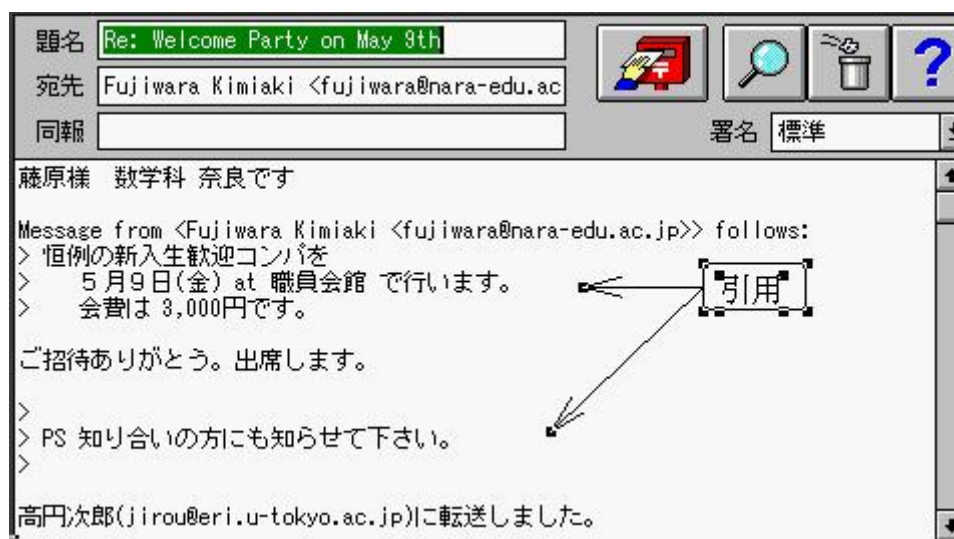 題名 Re: Welcome Party on May 9th
宛先 Fujiwara Kimiaki <fujiwara@nara-edu.ac
同報
署名 標準
藤原様　数学科 奈良です
Message from <Fujiwara Kimiaki <fujiwara@nara-edu.ac.jp>> follows:
> 恒例の新入生歓迎コンパを
>　　５月９日(金) at 職員会館 で行います。
>　　会費は 3,000円です。
引用
ご招待ありがとう。出席します。
>
> PS 知り合いの方にも知らせて下さい。
>
高円次郎(jirou@eri.u-tokyo.ac.jp)に転送しました。